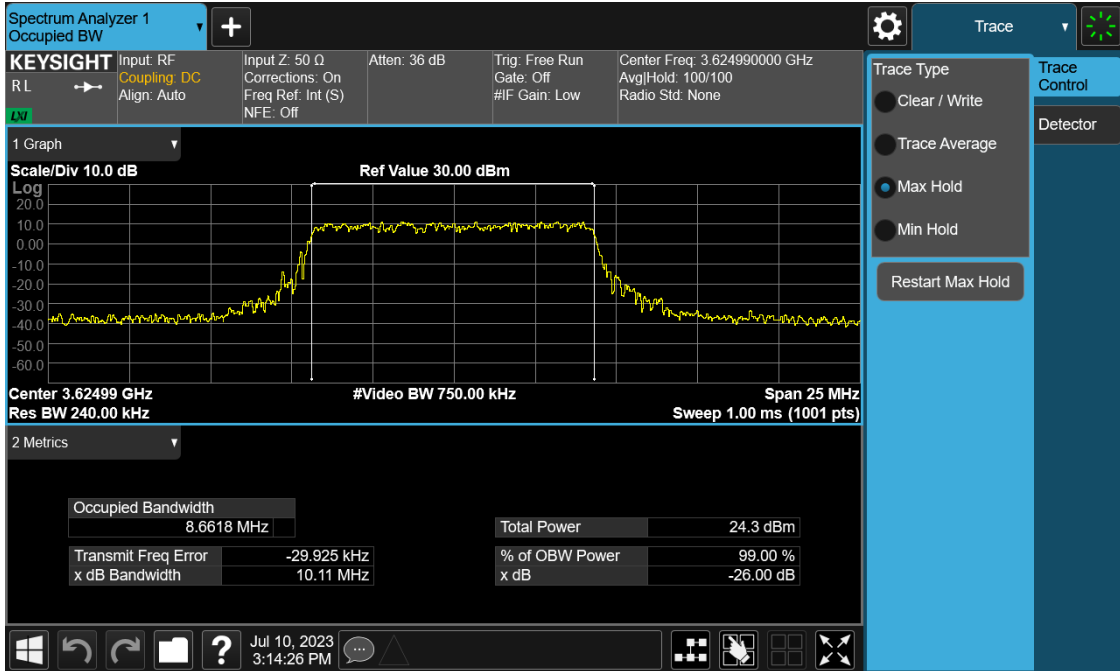 Spectrum Analyzer 1
Occupied BW
+
Trace
KEYSIGHT
R L
LXI
Input: RF
Coupling: DC
Align: Auto
Input Z: 50 Ω
Corrections: On
Freq Ref: Int (S)
NFE: Off
Atten: 36 dB
Trig: Free Run
Gate: Off
#IF Gain: Low
Center Freq: 3.624990000 GHz
Avg|Hold: 100/100
Radio Std: None
Trace Type
Clear / Write
Trace Average
Max Hold
Min Hold
Restart Max Hold
Trace
Control
Detector
1 Graph
Scale/Div 10.0 dB
Ref Value 30.00 dBm
Log
20.0
10.0
0.00
-10.0
-20.0
-30.0
-40.0
-50.0
-60.0
Center 3.62499 GHz
#Video BW 750.00 kHz
Span 25 MHz
Res BW 240.00 kHz
Sweep 1.00 ms (1001 pts)
2 Metrics
Occupied Bandwidth
8.6618 MHz
Total Power 24.3 dBm
Transmit Freq Error -29.925 kHz
% of OBW Power 99.00 %
x dB Bandwidth 10.11 MHz
x dB -26.00 dB
?
Jul 10, 2023
3:14:26 PM